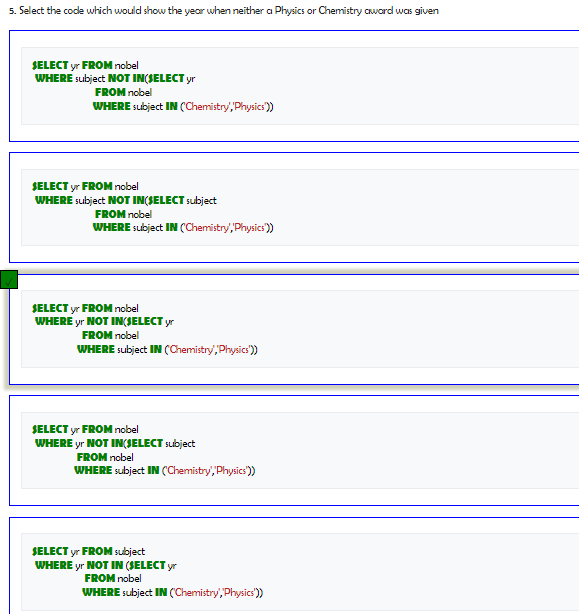 5. Select the code which would show the year when neither a Physics or Chemistry award was given
SELECT yr FROM nobel
WHERE subject NOT IN(SELECT yr
FROM nobel
WHERE subject IN ('Chemistry','Physics'))
SELECT yr FROM nobel
WHERE subject NOT IN(SELECT subject
FROM nobel
WHERE subject IN ('Chemistry','Physics'))
SELECT yr FROM nobel
WHERE yr NOT IN(SELECT yr
FROM nobel
WHERE subject IN ('Chemistry','Physics'))
SELECT yr FROM nobel
WHERE yr NOT IN(SELECT subject
FROM nobel
WHERE subject IN ('Chemistry','Physics'))
SELECT yr FROM subject
WHERE yr NOT IN (SELECT yr
FROM nobel
WHERE subject IN ('Chemistry','Physics'))